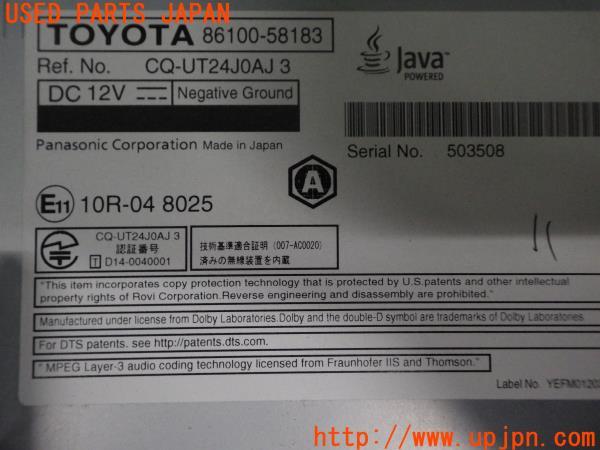 USED PARTS JAPAN
TOYOTA 86100-58183
Ref. No. CQ-UT24J0AJ 3
Java
POWERED
DC 12V Negative Ground
Panasonic Corporation Made in Japan
Serial No. 503508
A
E11 10R-04 8025
CQ-UT24J0AJ 3
認証番号
T D14-0040001
技術基準適合証明 (007-AC0020)
済みの無線装置を内蔵
"This item incorporates copy protection technology that is protected by U.S.patents and other intellectual
property rights of Rovi Corporation.Reverse engineering and disassembly are prohibited."
Manufactured under license from Dolby Laboratories.Dolby and the double-D symbol are trademarks of Dolby Laboratories.
For DTS patents. see http://patents.dts.com.
"MPEG Layer-3 audio coding technology licensed from Fraunhofer IIS and Thomson."
Label No. YEFM0120
http://www.upjpn.com/